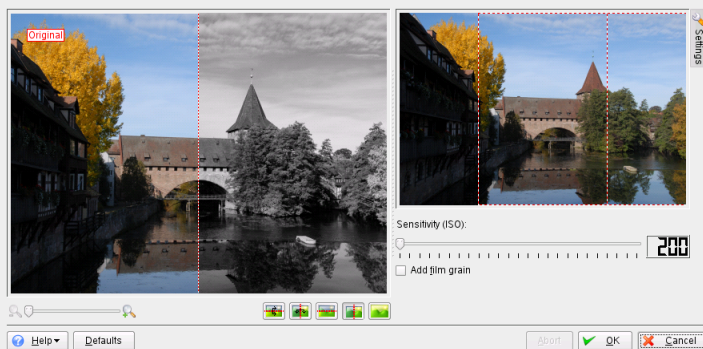 Original
Settings
Sensitivity (ISO):
200
Add film grain
Help
Defaults
Abort
OK
Cancel